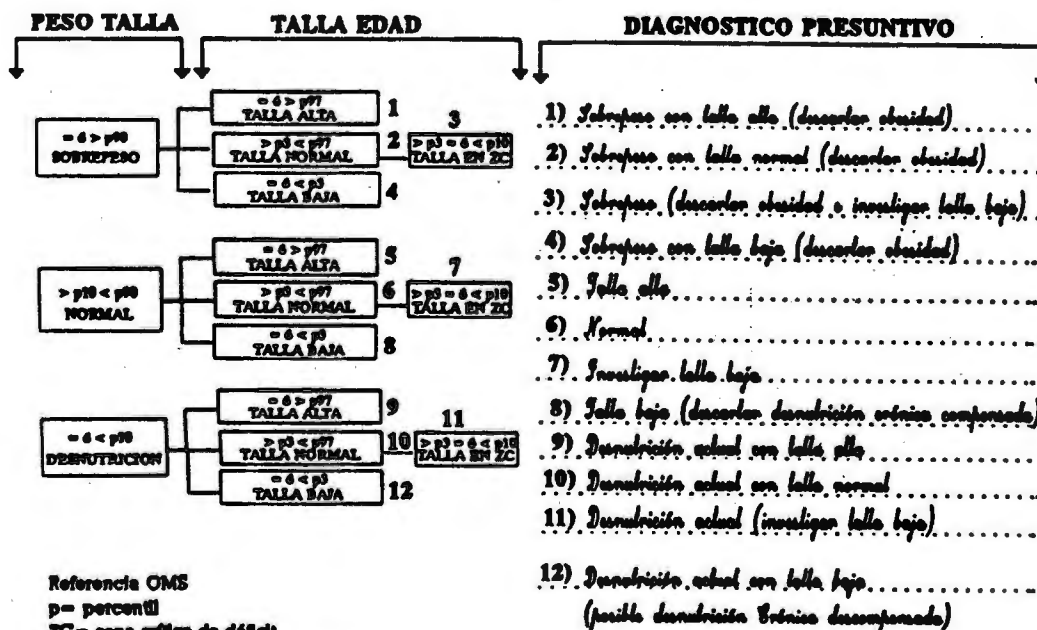 PESO TALLA
TALLA EDAD
DIAGNOSTICO PRESUNTIVO
= ó > p90
SOBREPESO
= ó > p97
TALLA ALTA
1
> p3 < p97
TALLA NORMAL
2
3
> p3 = ó < p10
TALLA EN ZC
= ó < p3
TALLA BAJA
4
> p10 < p90
NORMAL
= ó > p97
TALLA ALTA
5
> p3 < p97
TALLA NORMAL
6
7
> p3 = ó < p10
TALLA EN ZC
= ó < p3
TALLA BAJA
8
= ó < p10
DESNUTRICION
= ó > p97
TALLA ALTA
9
> p3 < p97
TALLA NORMAL
10
11
> p3 = ó < p10
TALLA EN ZC
= ó < p3
TALLA BAJA
12
1) Sobrepeso con talla alta (descartar obesidad)
2) Sobrepeso con talla normal (descartar obesidad)
3) Sobrepeso (descartar obesidad e investigar talla baja)
4) Sobrepeso con talla baja (descartar obesidad)
5) Talla alta
6) Normal
7) Investigar talla baja
8) Talla baja (descartar desnutrición crónica compensada)
9) Desnutrición actual con talla alta
10) Desnutrición actual con talla normal
11) Desnutrición actual (investigar talla baja)
12) Desnutrición actual con talla baja
(posible desnutrición Crónica descompensada)
Referencia OMS
p= percentil